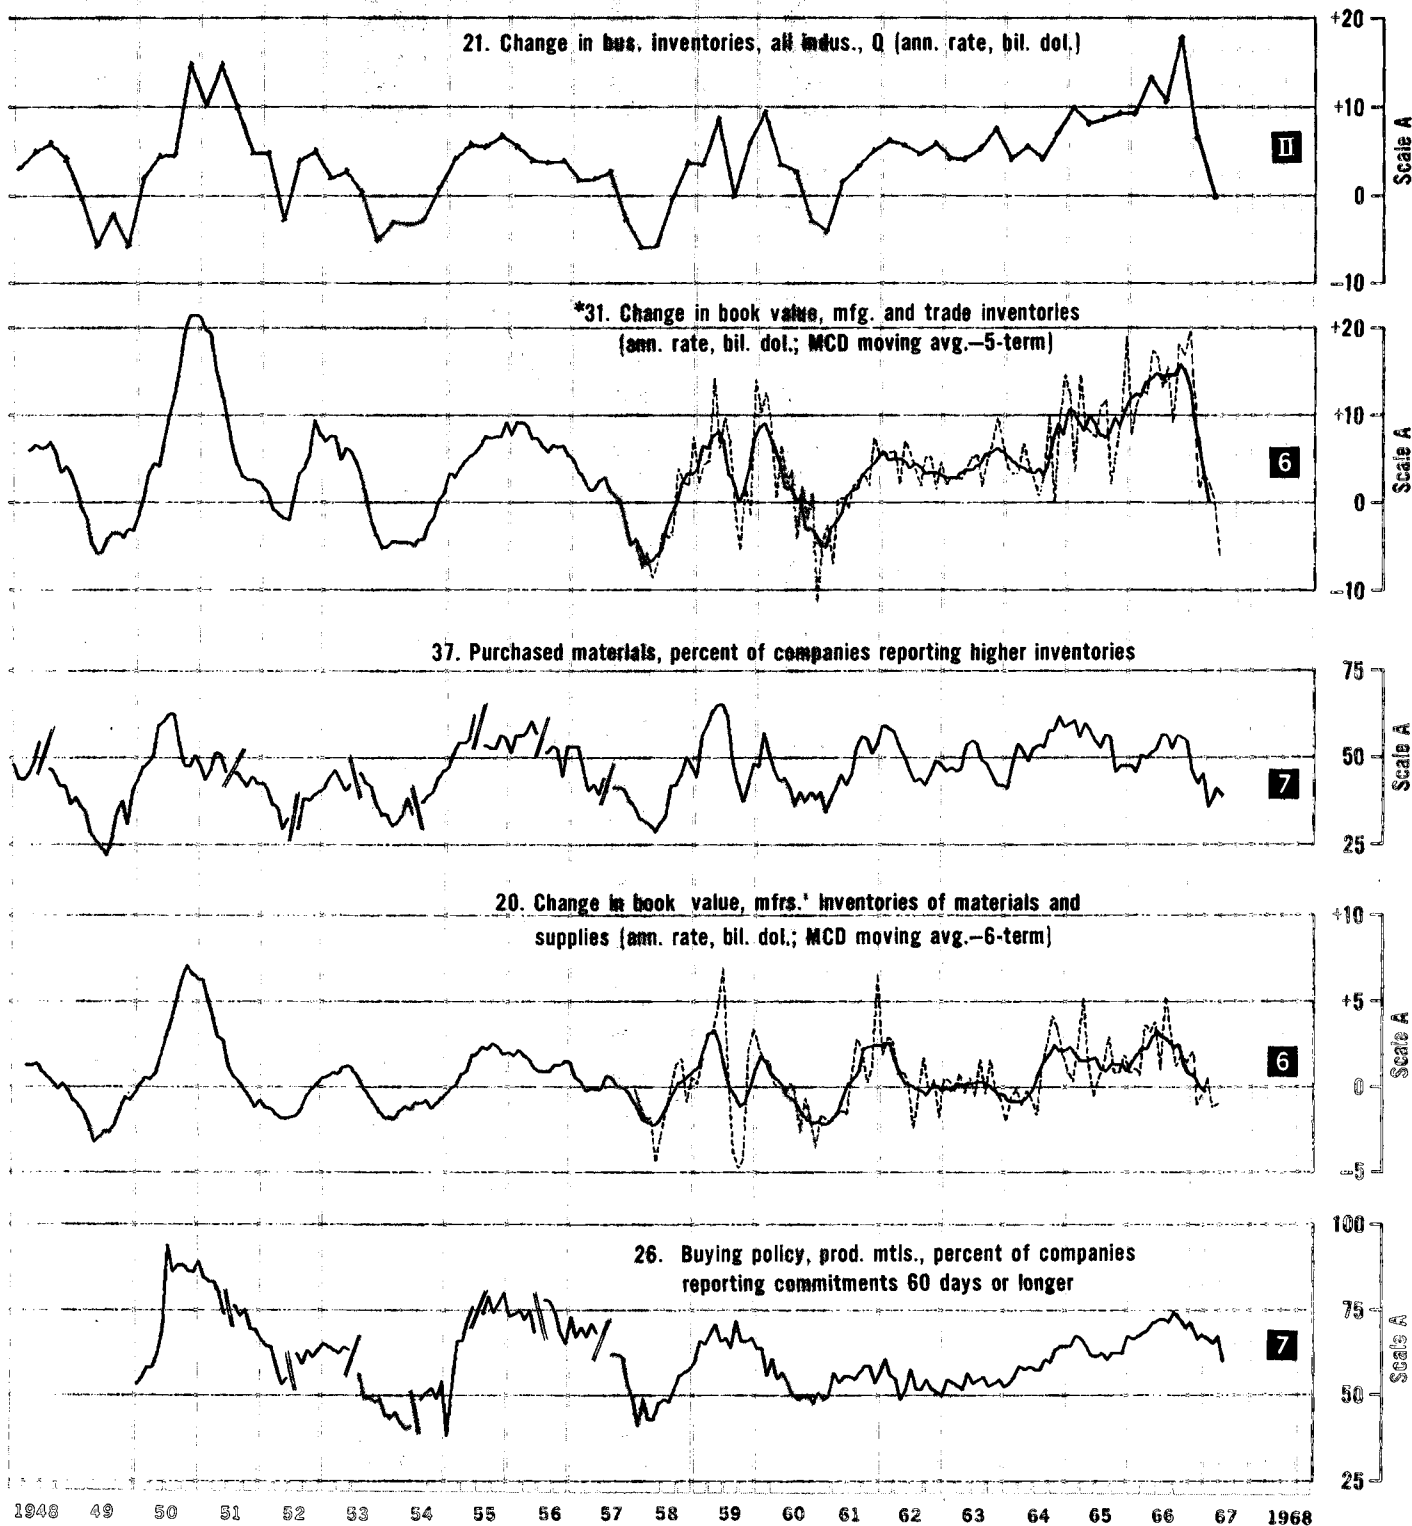 +20
21. Change in bus. inventories, all indus., Q (ann. rate, bil. dol.)
+10
II
Scale A
0
-10
*31. Change in book value, mfg. and trade inventories
(ann. rate, bil. dol.; MCD moving avg.—5-term)
+20
+10
6
Scale A
0
-10
37. Purchased materials, percent of companies reporting higher inventories
75
50
7
Scale A
25
20. Change in book value, mfrs.' inventories of materials and
supplies (ann. rate, bil. dol.; MCD moving avg.—6-term)
+10
+5
6
Scale A
0
-5
26. Buying policy, prod. mtls., percent of companies
reporting commitments 60 days or longer
100
75
7
Scale A
50
25
1948 49 50 51 52 53 54 55 56 57 58 59 60 61 62 63 64 65 66 67 1968